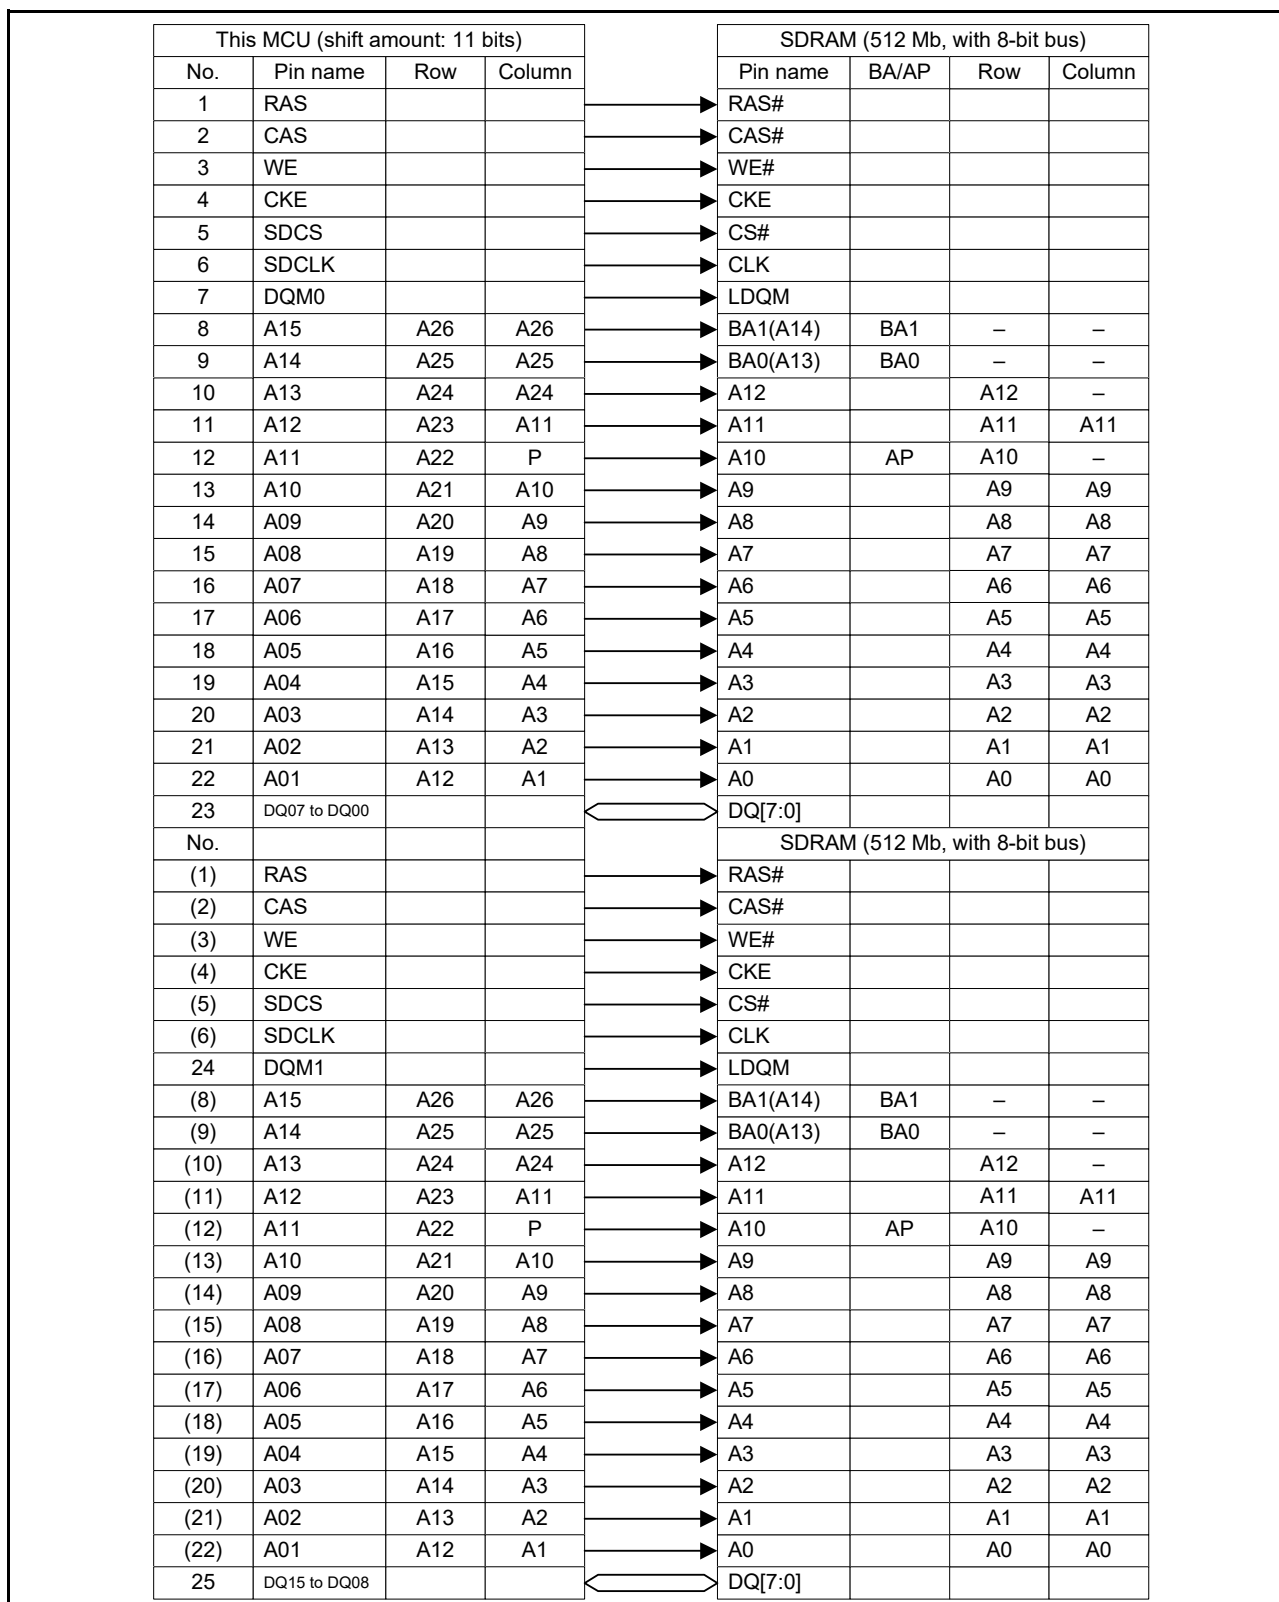 This MCU (shift amount: 11 bits) SDRAM (512 Mb, with 8-bit bus)
No. Pin name Row Column Pin name BA/AP Row Column
1 RAS RAS#
2 CAS CAS#
3 WE WE#
4 CKE CKE
5 SDCS CS#
6 SDCLK CLK
7 DQM0 LDQM
8 A15 A26 A26 BA1(A14) BA1 – –
9 A14 A25 A25 BA0(A13) BA0 – –
10 A13 A24 A24 A12 A12 –
11 A12 A23 A11 A11 A11 A11
12 A11 A22 P A10 AP A10 –
13 A10 A21 A10 A9 A9 A9
14 A09 A20 A9 A8 A8 A8
15 A08 A19 A8 A7 A7 A7
16 A07 A18 A7 A6 A6 A6
17 A06 A17 A6 A5 A5 A5
18 A05 A16 A5 A4 A4 A4
19 A04 A15 A4 A3 A3 A3
20 A03 A14 A3 A2 A2 A2
21 A02 A13 A2 A1 A1 A1
22 A01 A12 A1 A0 A0 A0
23 DQ07 to DQ00 DQ[7:0]
No. SDRAM (512 Mb, with 8-bit bus)
(1) RAS RAS#
(2) CAS CAS#
(3) WE WE#
(4) CKE CKE
(5) SDCS CS#
(6) SDCLK CLK
24 DQM1 LDQM
(8) A15 A26 A26 BA1(A14) BA1 – –
(9) A14 A25 A25 BA0(A13) BA0 – –
(10) A13 A24 A24 A12 A12 –
(11) A12 A23 A11 A11 A11 A11
(12) A11 A22 P A10 AP A10 –
(13) A10 A21 A10 A9 A9 A9
(14) A09 A20 A9 A8 A8 A8
(15) A08 A19 A8 A7 A7 A7
(16) A07 A18 A7 A6 A6 A6
(17) A06 A17 A6 A5 A5 A5
(18) A05 A16 A5 A4 A4 A4
(19) A04 A15 A4 A3 A3 A3
(20) A03 A14 A3 A2 A2 A2
(21) A02 A13 A2 A1 A1 A1
(22) A01 A12 A1 A0 A0 A0
25 DQ15 to DQ08 DQ[7:0]